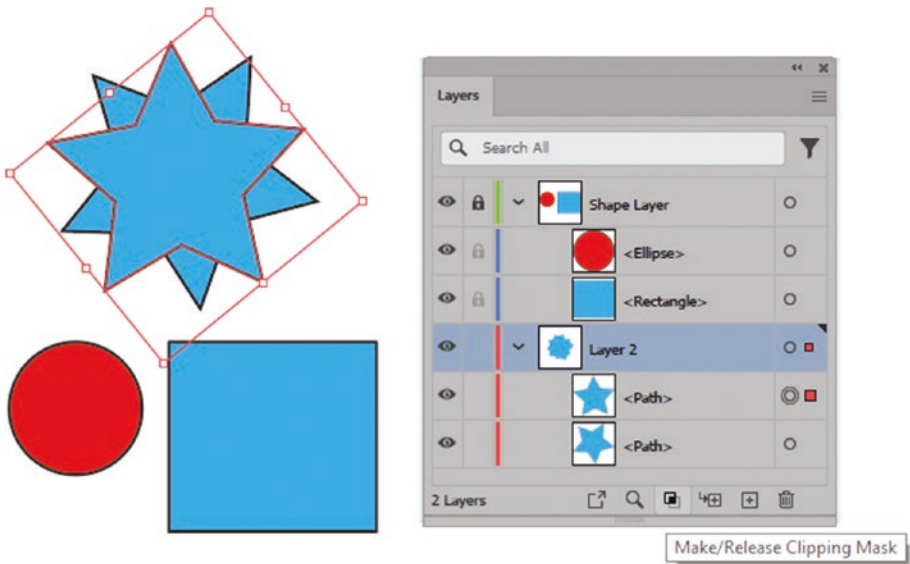 Layers
Search All
Shape Layer
<Ellipse>
<Rectangle>
Layer 2
<Path>
<Path>
2 Layers
Make/Release Clipping Mask